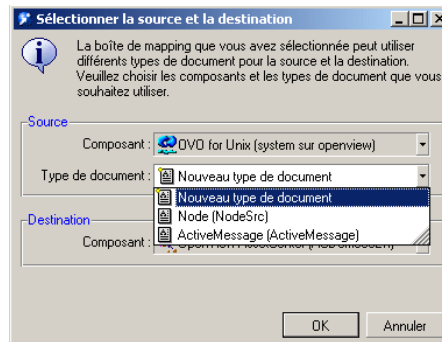 Sélectionner la source et la destination
La boîte de mapping que vous avez sélectionnée peut utiliser
différents types de document pour la source et la destination.
Veuillez choisir les composants et les types de document que vous
souhaitez utiliser.
Source
Composant : OVO for Unix (system sur openview)
Type de document : Nouveau type de document
Nouveau type de document
Node (NodeSrc)
ActiveMessage (ActiveMessage)
Destination
Composant :
OK Annuler